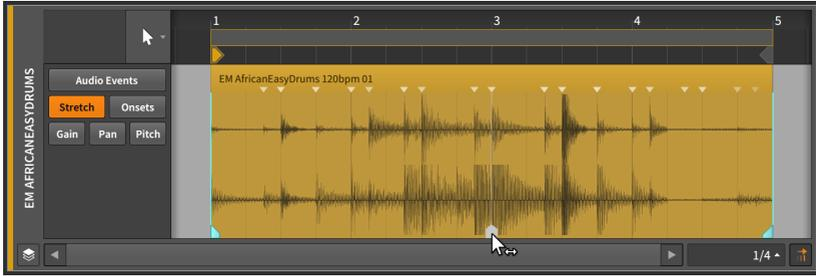 1 2 3 4 5
EM AFRICANEASYDRUMS
Audio Events
EM AfricanEasyDrums 120bpm 01
Stretch Onsets
Gain Pan Pitch
1/4